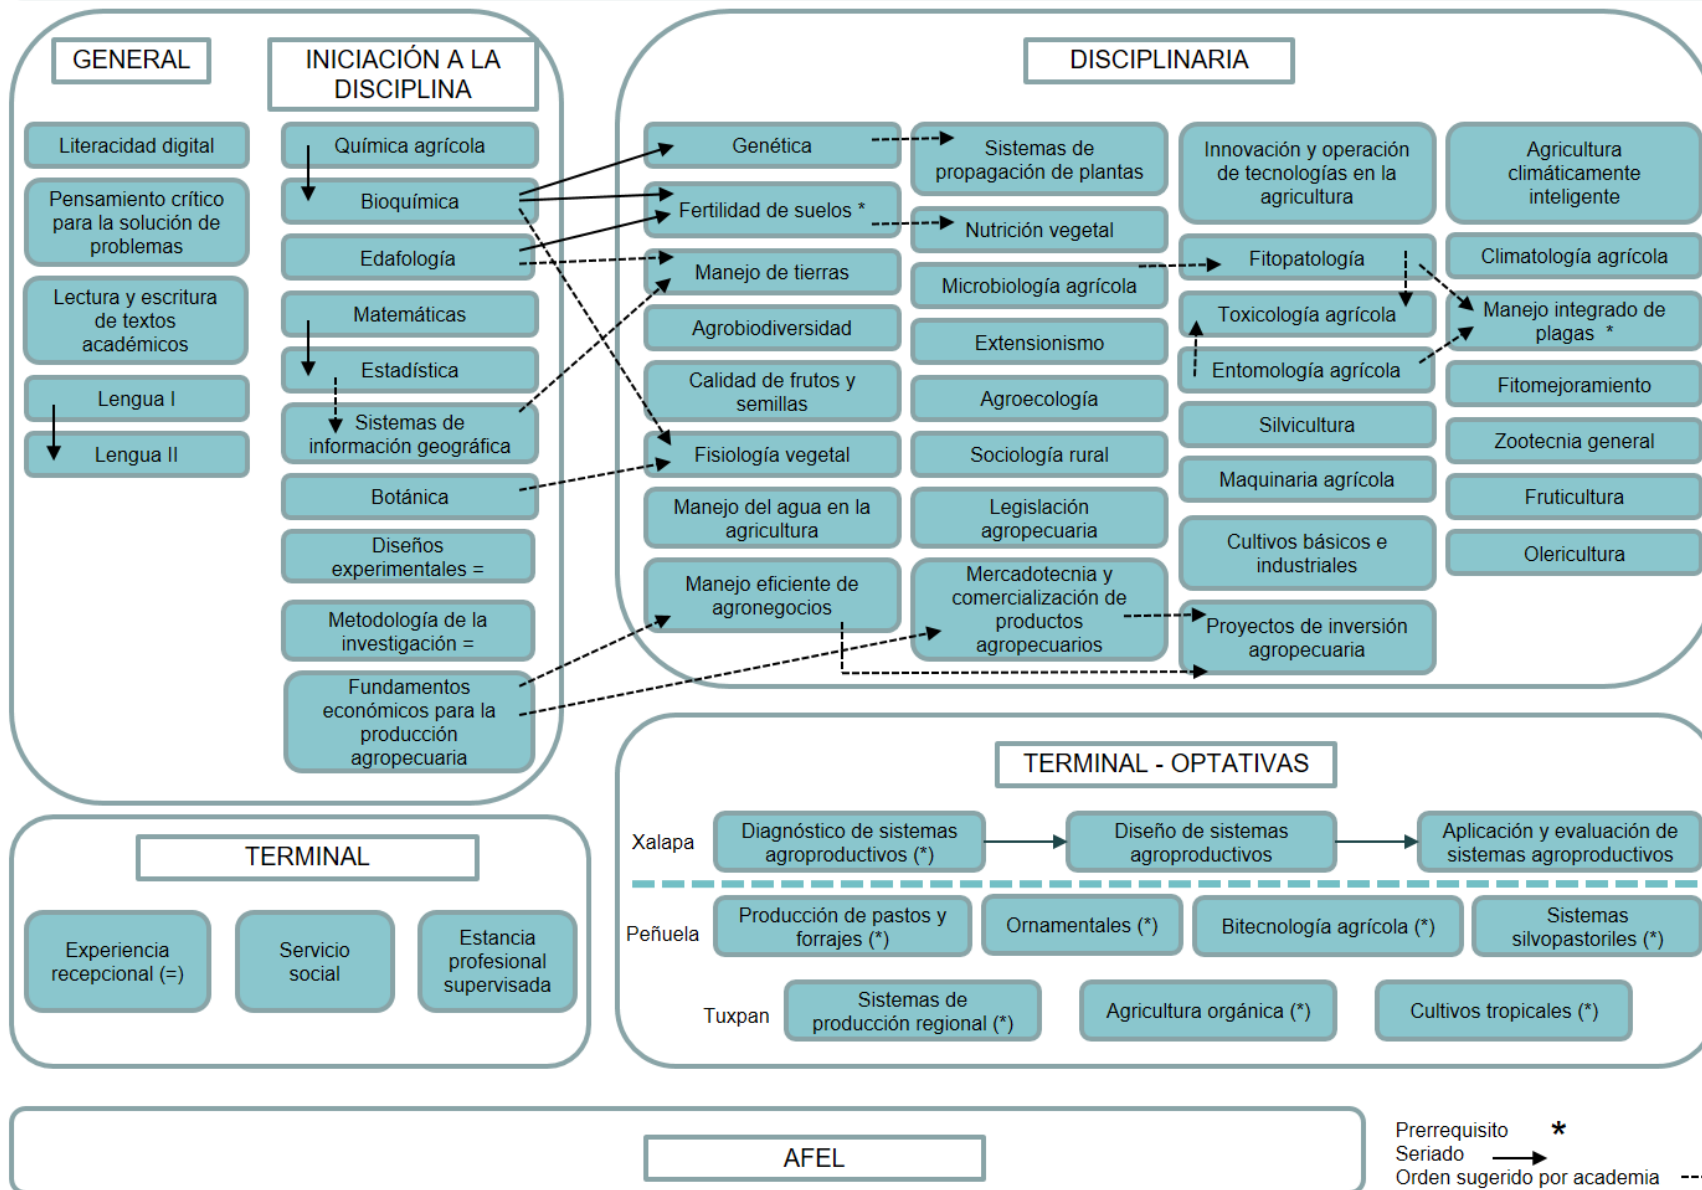 GENERAL
INICIACIÓN A LA
DISCIPLINA
Literacidad digital
Pensamiento crítico
para la solución de
problemas
Lectura y escritura
de textos
académicos
Lengua I
Lengua II
Química agrícola
Bioquímica
Edafología
Matemáticas
Estadística
Sistemas de
información geográfica
Botánica
Diseños
experimentales =
Metodología de la
investigación =
Fundamentos
económicos para la
producción
agropecuaria
DISCIPLINARIA
Genética
Fertilidad de suelos *
Manejo de tierras
Agrobiodiversidad
Calidad de frutos y
semillas
Fisiología vegetal
Manejo del agua en la
agricultura
Manejo eficiente de
agronegocios
Sistemas de
propagación de plantas
Nutrición vegetal
Microbiología agrícola
Extensionismo
Agroecología
Sociología rural
Legislación
agropecuaria
Mercadotecnia y
comercialización de
productos
agropecuarios
Innovación y operación
de tecnologías en la
agricultura
Fitopatología
Toxicología agrícola
Entomología agrícola
Silvicultura
Maquinaria agrícola
Cultivos básicos e
industriales
Proyectos de inversión
agropecuaria
Agricultura
climáticamente
inteligente
Climatología agrícola
Manejo integrado de
plagas *
Fitomejoramiento
Zootecnia general
Fruticultura
Olericultura
TERMINAL
Experiencia
recepcional (=)
Servicio
social
Estancia
profesional
supervisada
TERMINAL - OPTATIVAS
Xalapa
Diagnóstico de sistemas
agroproductivos (*)
Diseño de sistemas
agroproductivos
Aplicación y evaluación de
sistemas agroproductivos
Peñuela
Producción de pastos y
forrajes (*)
Ornamentales (*)
Bitecnología agrícola (*)
Sistemas
silvopastoriles (*)
Tuxpan
Sistemas de
producción regional (*)
Agricultura orgánica (*)
Cultivos tropicales (*)
AFEL
Prerrequisito *
Seriado
Orden sugerido por academia